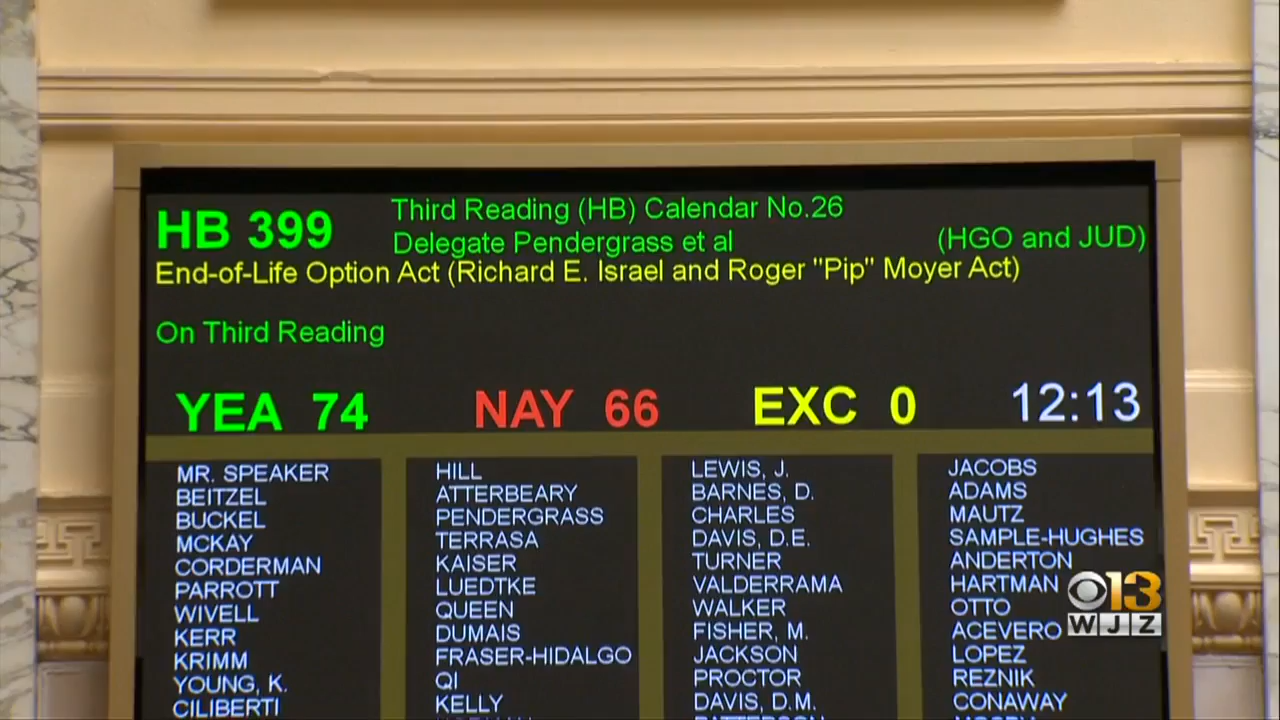 HB 399
Third Reading (HB) Calendar No.26
Delegate Pendergrass et al
(HGO and JUD)
End-of-Life Option Act (Richard E. Israel and Roger "Pip" Moyer Act)
On Third Reading
YEA 74 NAY 66 EXC 0 12:13
MR. SPEAKER
BEITZEL
BUCKEL
MCKAY
CORDERMAN
PARROTT
WIVELL
KERR
KRIMM
YOUNG, K.
CILIBERTI
HILL
ATTERBEARY
PENDERGRASS
TERRASA
KAISER
LUEDTKE
QUEEN
DUMAIS
FRASER-HIDALGO
QI
KELLY
LEWIS, J.
BARNES, D.
CHARLES
DAVIS, D.E.
TURNER
VALDERRAMA
WALKER
FISHER, M.
JACKSON
PROCTOR
DAVIS, D.M.
JACOBS
ADAMS
MAUTZ
SAMPLE-HUGHES
ANDERTON
HARTMAN
OTTO
ACEVERO
LOPEZ
REZNIK
CONAWAY
13
WJZ